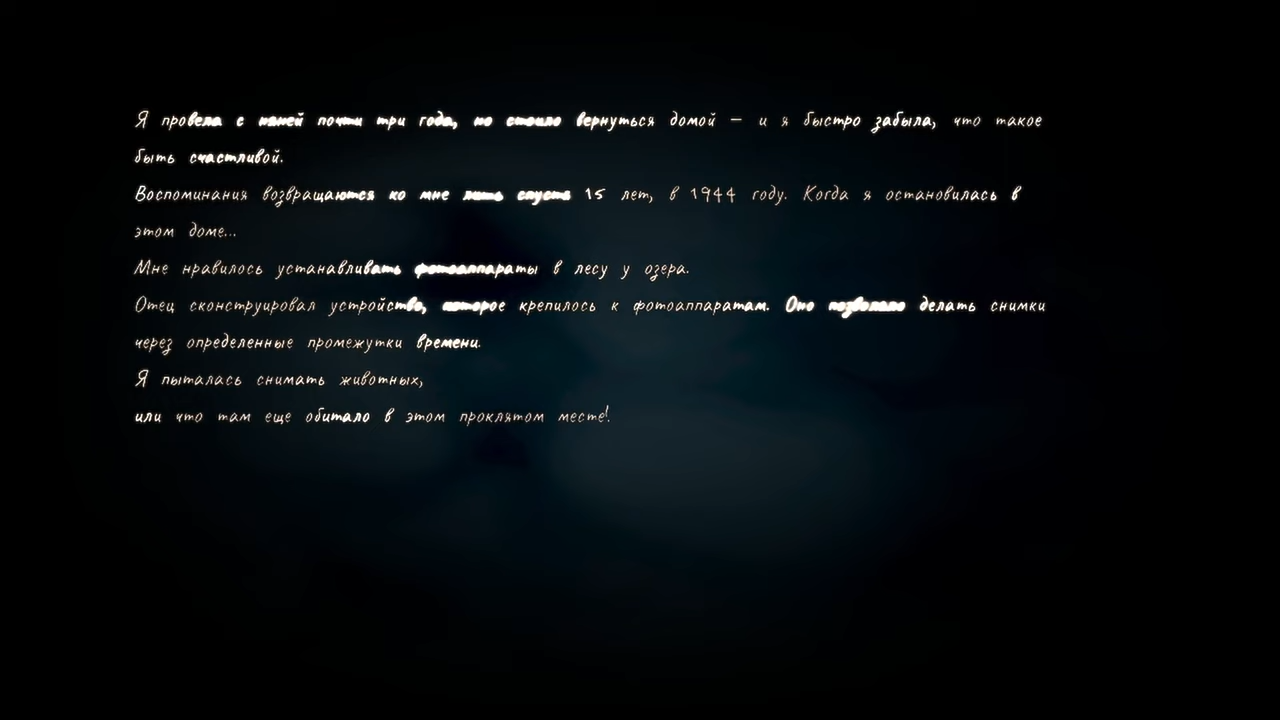 Я провела с няней почти три года, но стоило вернуться домой – и я быстро забыла, что такое
быть счастливой.
Воспоминания возвращаются ко мне лишь спустя 15 лет, в 1944 году. Когда я остановилась в
этом доме...
Мне нравилось устанавливать фотоаппараты в лесу у озера.
Отец сконструировал устройство, которое крепилось к фотоаппаратам. Оно позволяло делать снимки
через определенные промежутки времени.
Я пыталась снимать животных,
или что там еще обитало в этом проклятом месте!